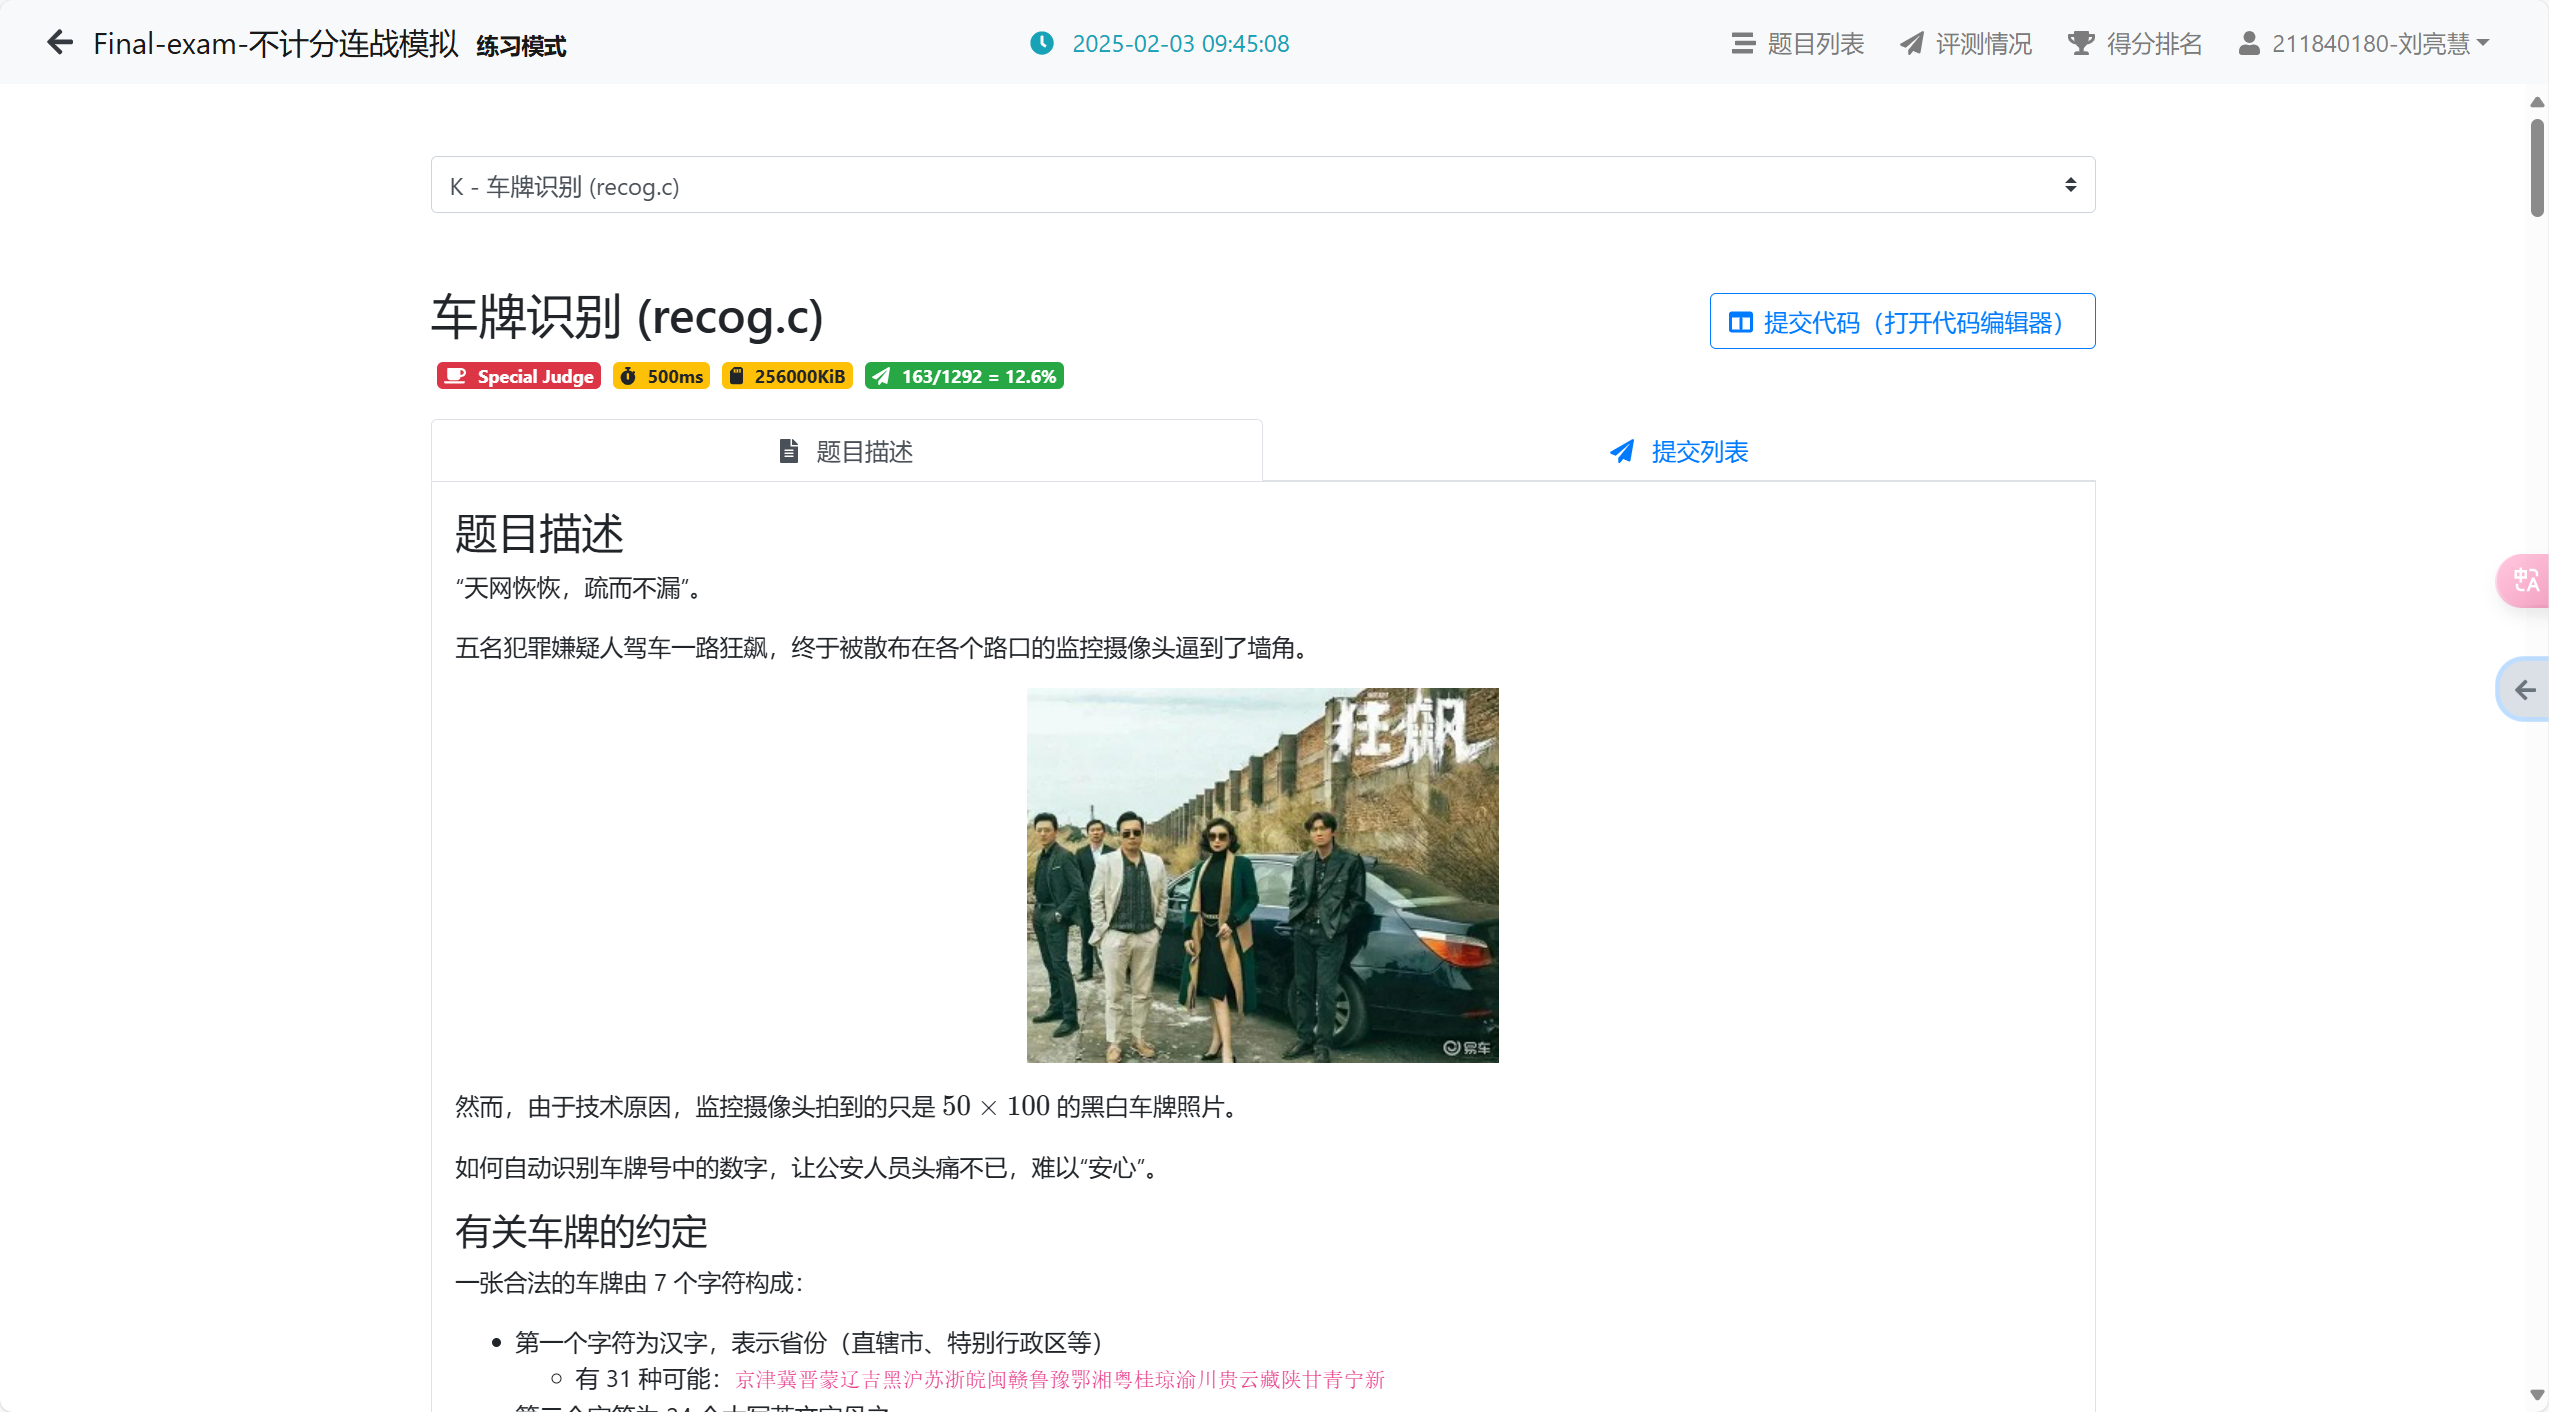 Final-exam-不计分连战模拟 练习模式
2025-02-03 09:45:08
题目列表
评测情况
得分排名
211840180-刘亮慧
K - 车牌识别 (recog.c)
车牌识别 (recog.c)
提交代码（打开代码编辑器）
Special Judge 500ms 256000KiB 163/1292 = 12.6%
题目描述
提交列表
题目描述
“天网恢恢，疏而不漏”。
五名犯罪嫌疑人驾车一路狂飙，终于被散布在各个路口的监控摄像头逼到了墙角。
狂飙
易车
然而，由于技术原因，监控摄像头拍到的只是 50 × 100 的黑白车牌照片。
如何自动识别车牌号中的数字，让公安人员头痛不已，难以“安心”。
有关车牌的约定
一张合法的车牌由 7 个字符构成：
第一个字符为汉字，表示省份（直辖市、特别行政区等）
有 31 种可能：京津冀晋蒙辽吉黑沪苏浙皖闽赣鲁豫鄂湘粤桂琼渝川贵云藏陕甘青宁新